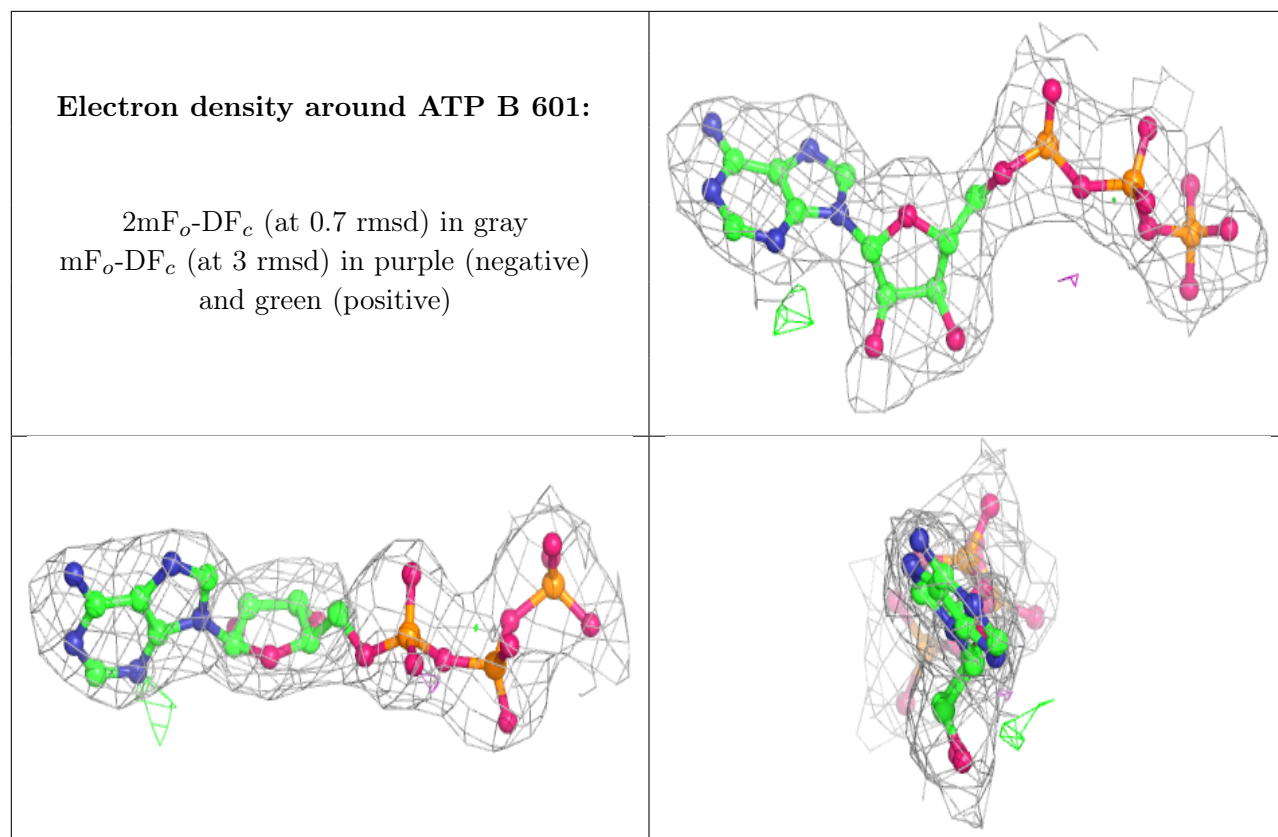 Electron density around ATP B 601:
2mFₒ-DF𝒸 (at 0.7 rmsd) in gray
mFₒ-DF𝒸 (at 3 rmsd) in purple (negative)
and green (positive)